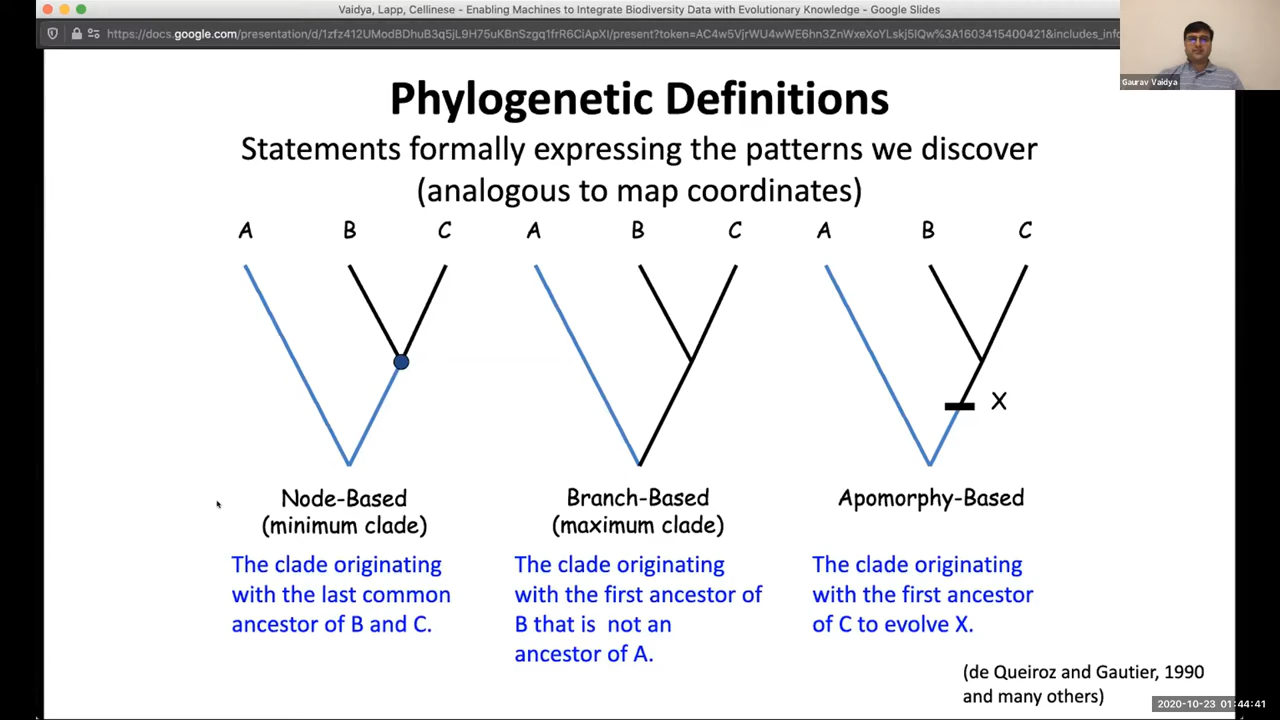 Vaidya, Lapp, Cellinese - Enabling Machines to Integrate Biodiversity Data with Evolutionary Knowledge - Google Slides
Gaurav Vaidya
Phylogenetic Definitions
Statements formally expressing the patterns we discover
(analogous to map coordinates)
A B C A B C A B C
X
Node-Based
(minimum clade)
The clade originating
with the last common
ancestor of B and C.
Branch-Based
(maximum clade)
The clade originating
with the first ancestor of
B that is not an
ancestor of A.
Apomorphy-Based
The clade originating
with the first ancestor
of C to evolve X.
(de Queiroz and Gautier, 1990
and many others)
2020-10-23 01:44:41